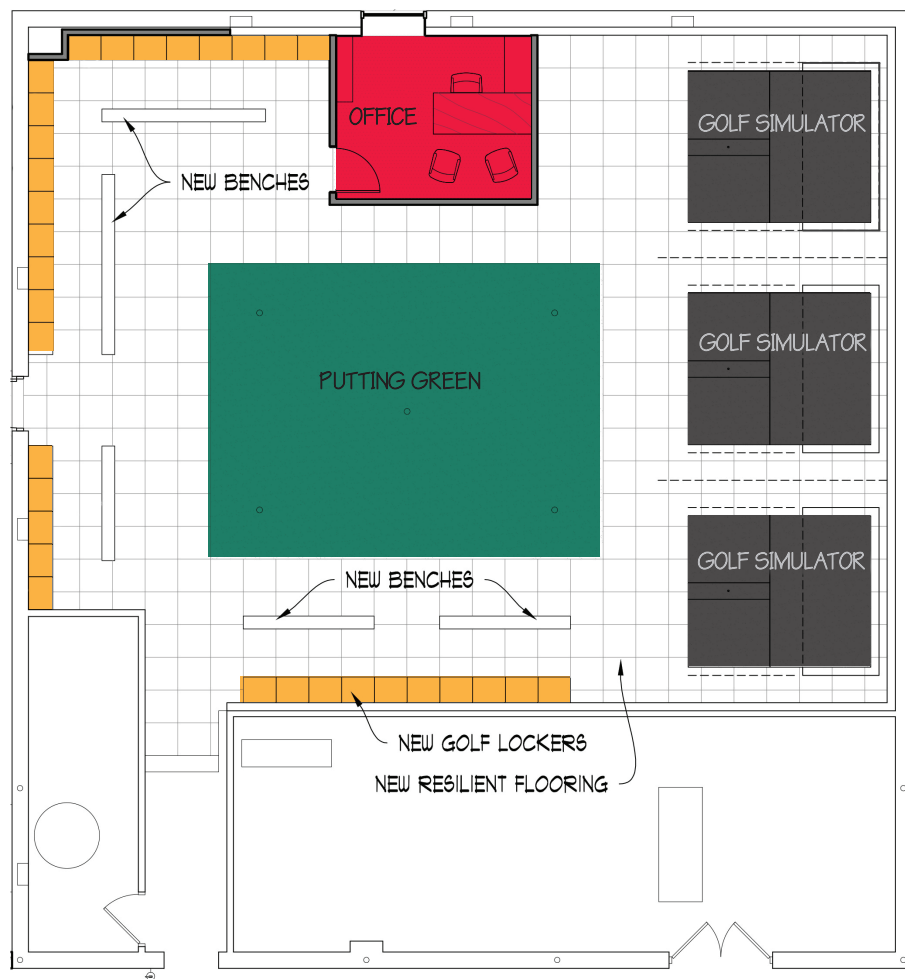 OFFICE
GOLF SIMULATOR
NEW BENCHES
GOLF SIMULATOR
PUTTING GREEN
GOLF SIMULATOR
NEW BENCHES
NEW GOLF LOCKERS
NEW RESILIENT FLOORING